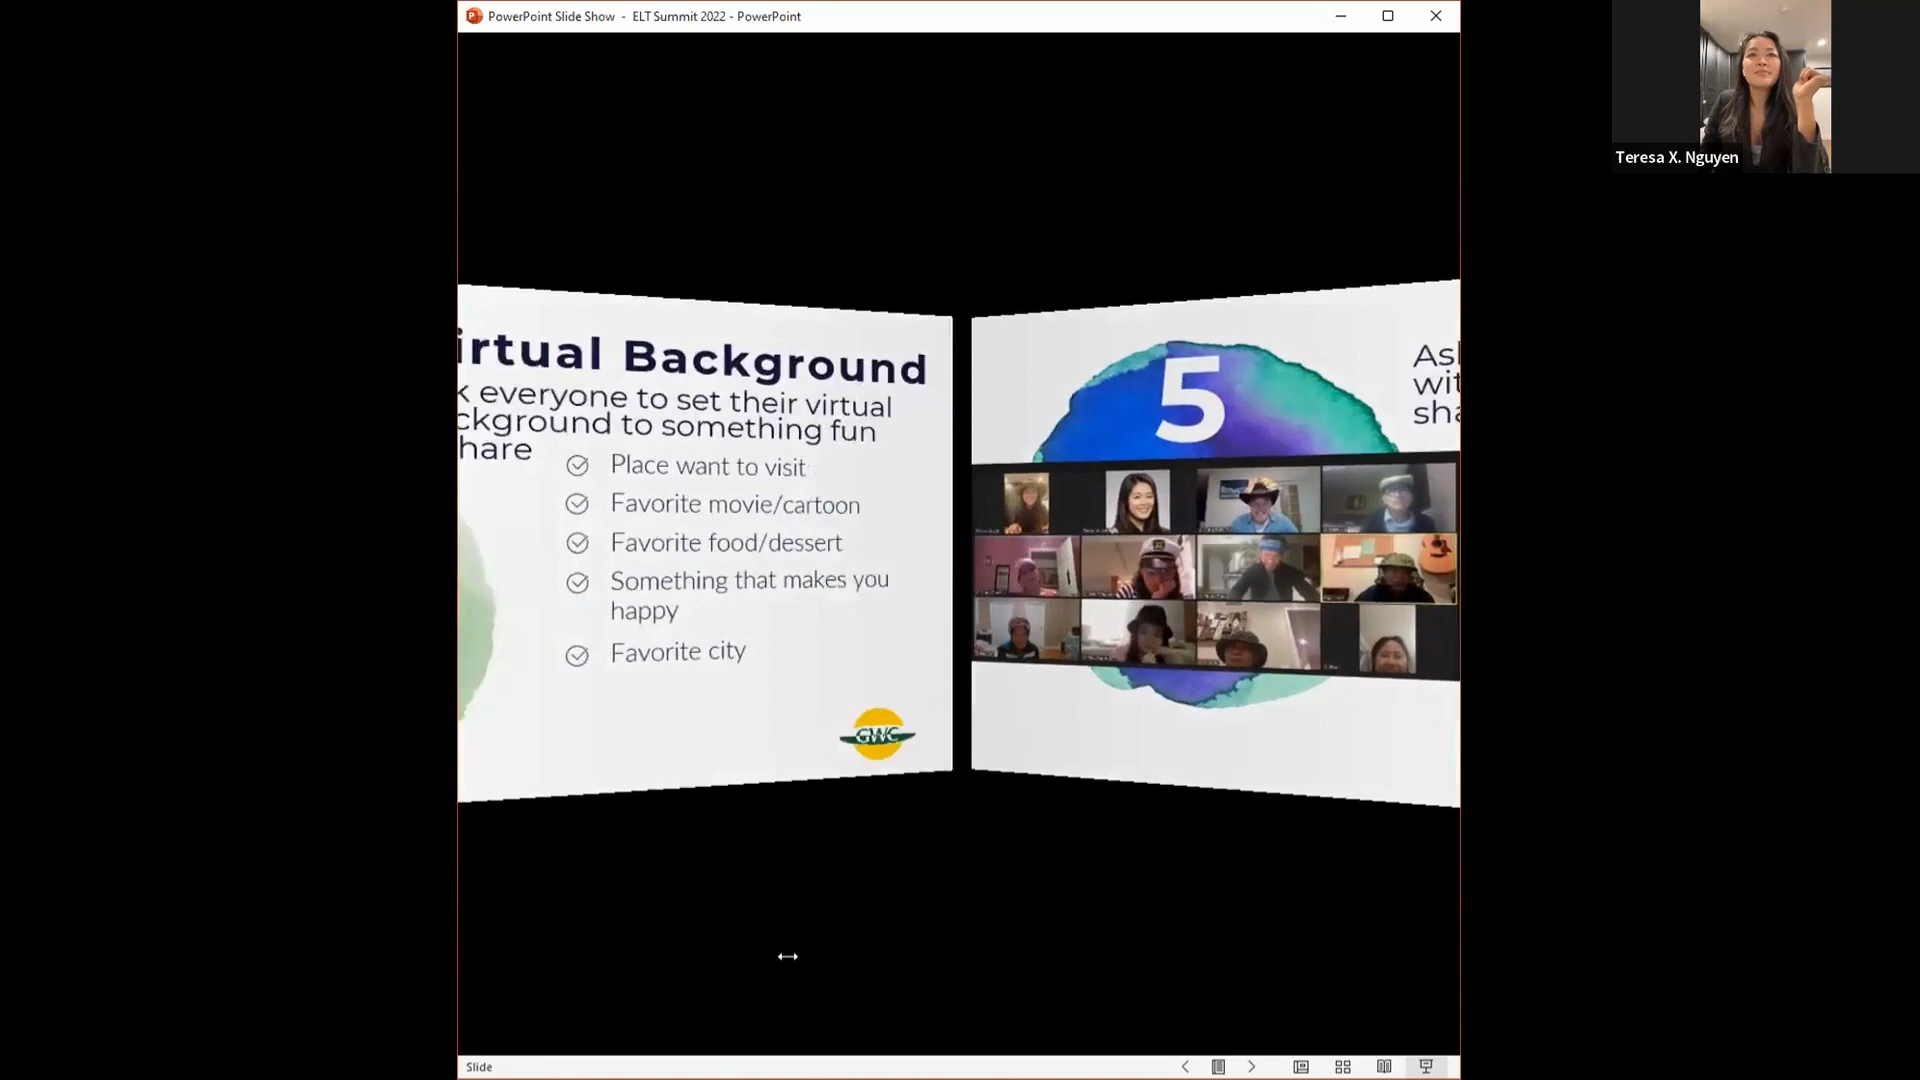 PowerPoint Slide Show - ELT Summit 2022 - PowerPoint
Teresa X. Nguyen
irtual Background
k everyone to set their virtual
ckground to something fun
hare
Place want to visit
Favorite movie/cartoon
Favorite food/dessert
Something that makes you
happy
Favorite city
GWC
5
As
wit
sha
Slide